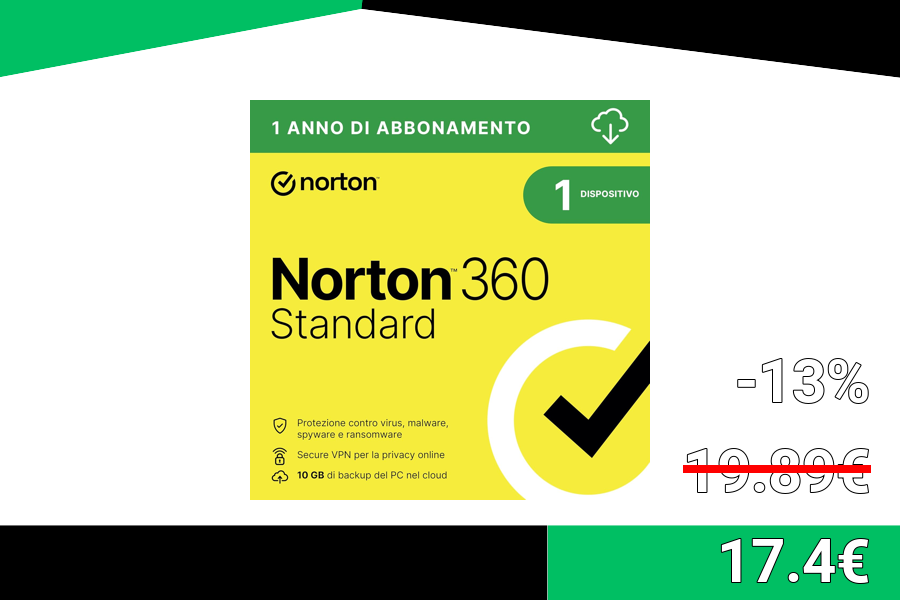 1 ANNO DI ABBONAMENTO
norton
1 DISPOSITIVO
Norton™ 360
Standard
Protezione contro virus, malware,
spyware e ransomware
Secure VPN per la privacy online
10 GB di backup del PC nel cloud
-13%
19.89€
17.4€